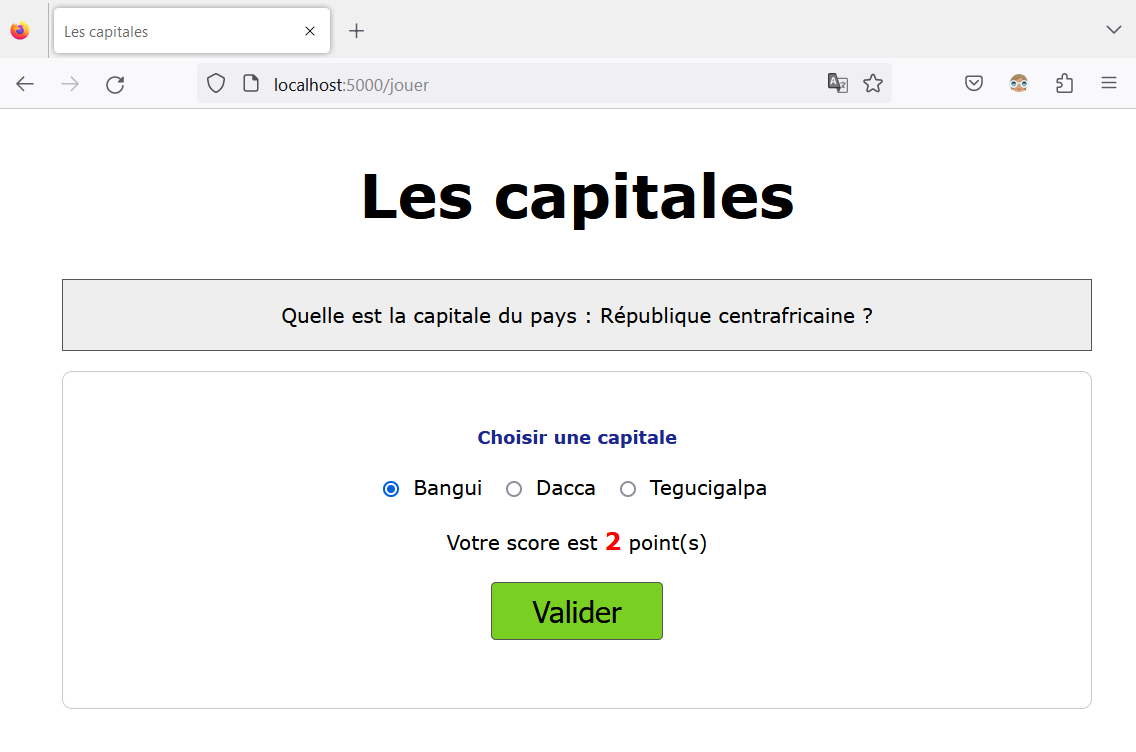 Les capitales
localhost:5000/jouer
Les capitales
Quelle est la capitale du pays : République centrafricaine ?
Choisir une capitale
Bangui Dacca Tegucigalpa
Votre score est 2 point(s)
Valider